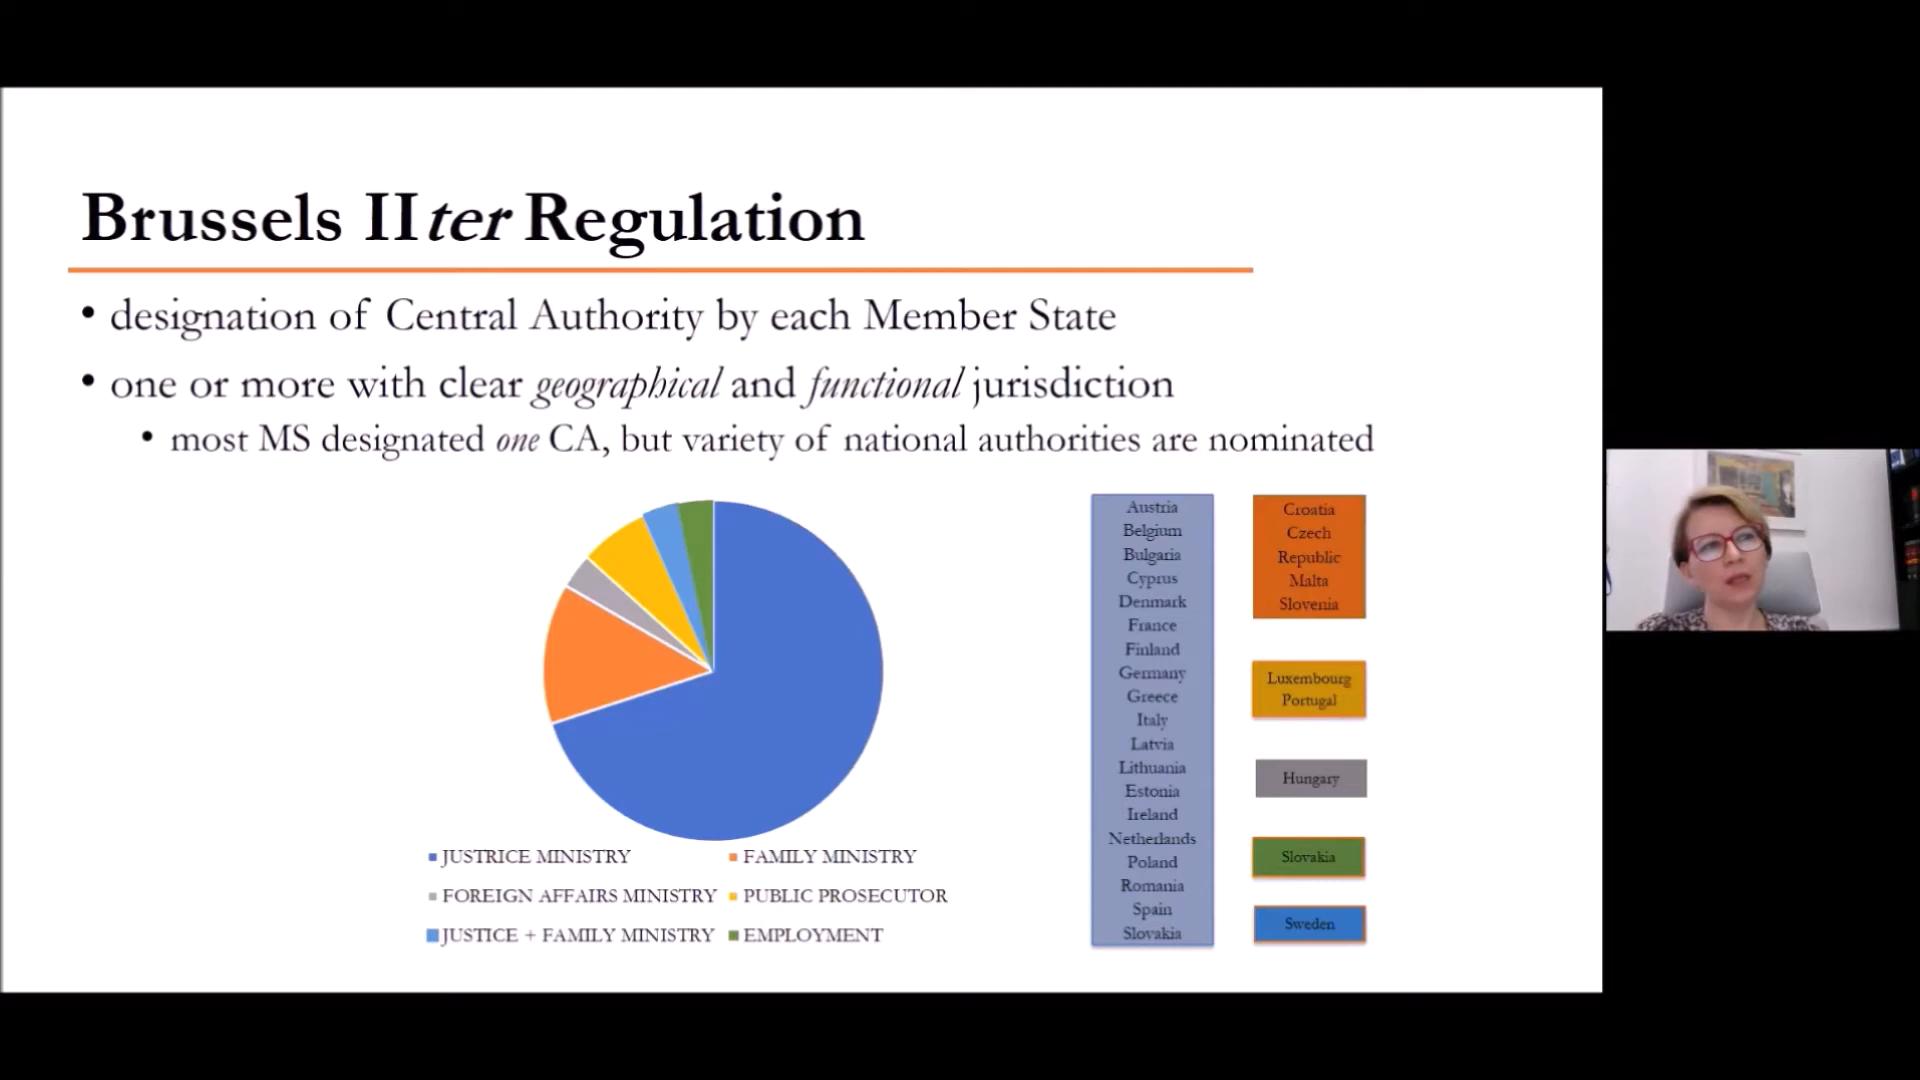 Brussels IIter Regulation
• designation of Central Authority by each Member State
• one or more with clear geographical and functional jurisdiction
• most MS designated one CA, but variety of national authorities are nominated
JUSTRICE MINISTRY
FAMILY MINISTRY
FOREIGN AFFAIRS MINISTRY
PUBLIC PROSECUTOR
JUSTICE + FAMILY MINISTRY
EMPLOYMENT
Austria
Belgium
Bulgaria
Cyprus
Denmark
France
Finland
Germany
Greece
Italy
Latvia
Lithuania
Estonia
Ireland
Netherlands
Poland
Romania
Spain
Slovakia
Croatia
Czech
Republic
Malta
Slovenia
Luxembourg
Portugal
Hungary
Slovakia
Sweden